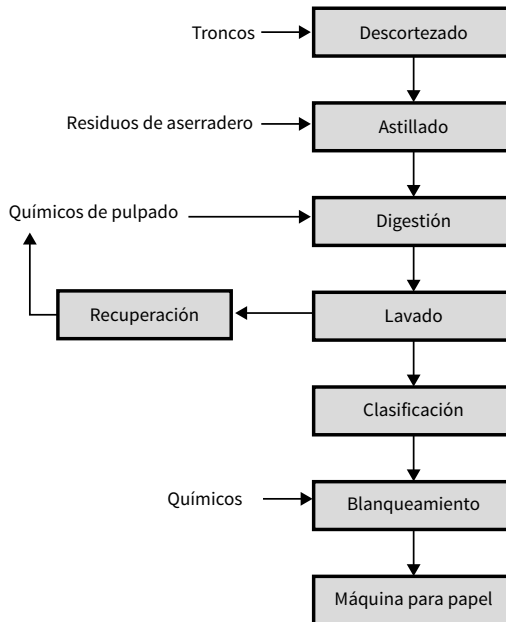 Troncos
Descortezado
Residuos de aserradero
Astillado
Químicos de pulpado
Digestión
Recuperación
Lavado
Clasificación
Químicos
Blanqueamiento
Máquina para papel